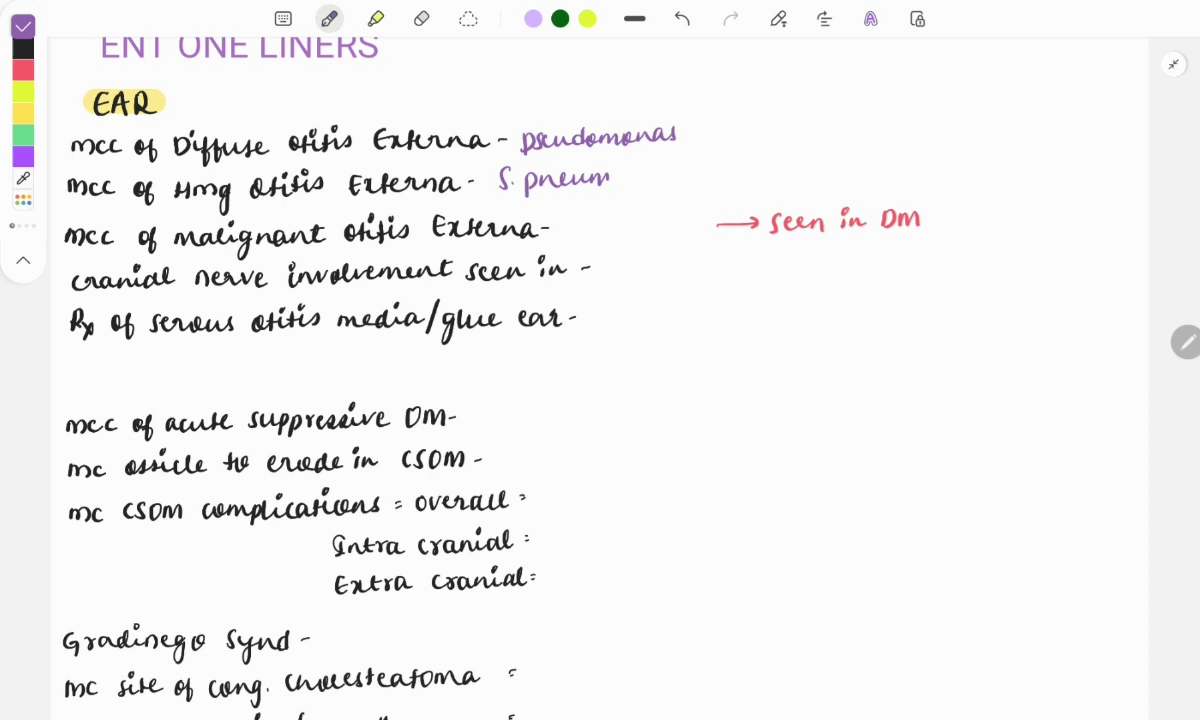 ENT ONE LINERS
EAR
mcc of Diffuse otitis Externa - pseudomonas
mcc of Hmg Otitis Externa - S. pneum
mcc of malignant otitis Externa - → seen in DM
cranial nerve involvement seen in -
Rx of serous otitis media/glue ear -
mcc of acute suppressive OM-
mc ossicle to erode in CSOM -
mc CSOM complications = overall =
Intra cranial =
Extra cranial =
Gradinego Synd -
mc site of cong. cholesteatoma =